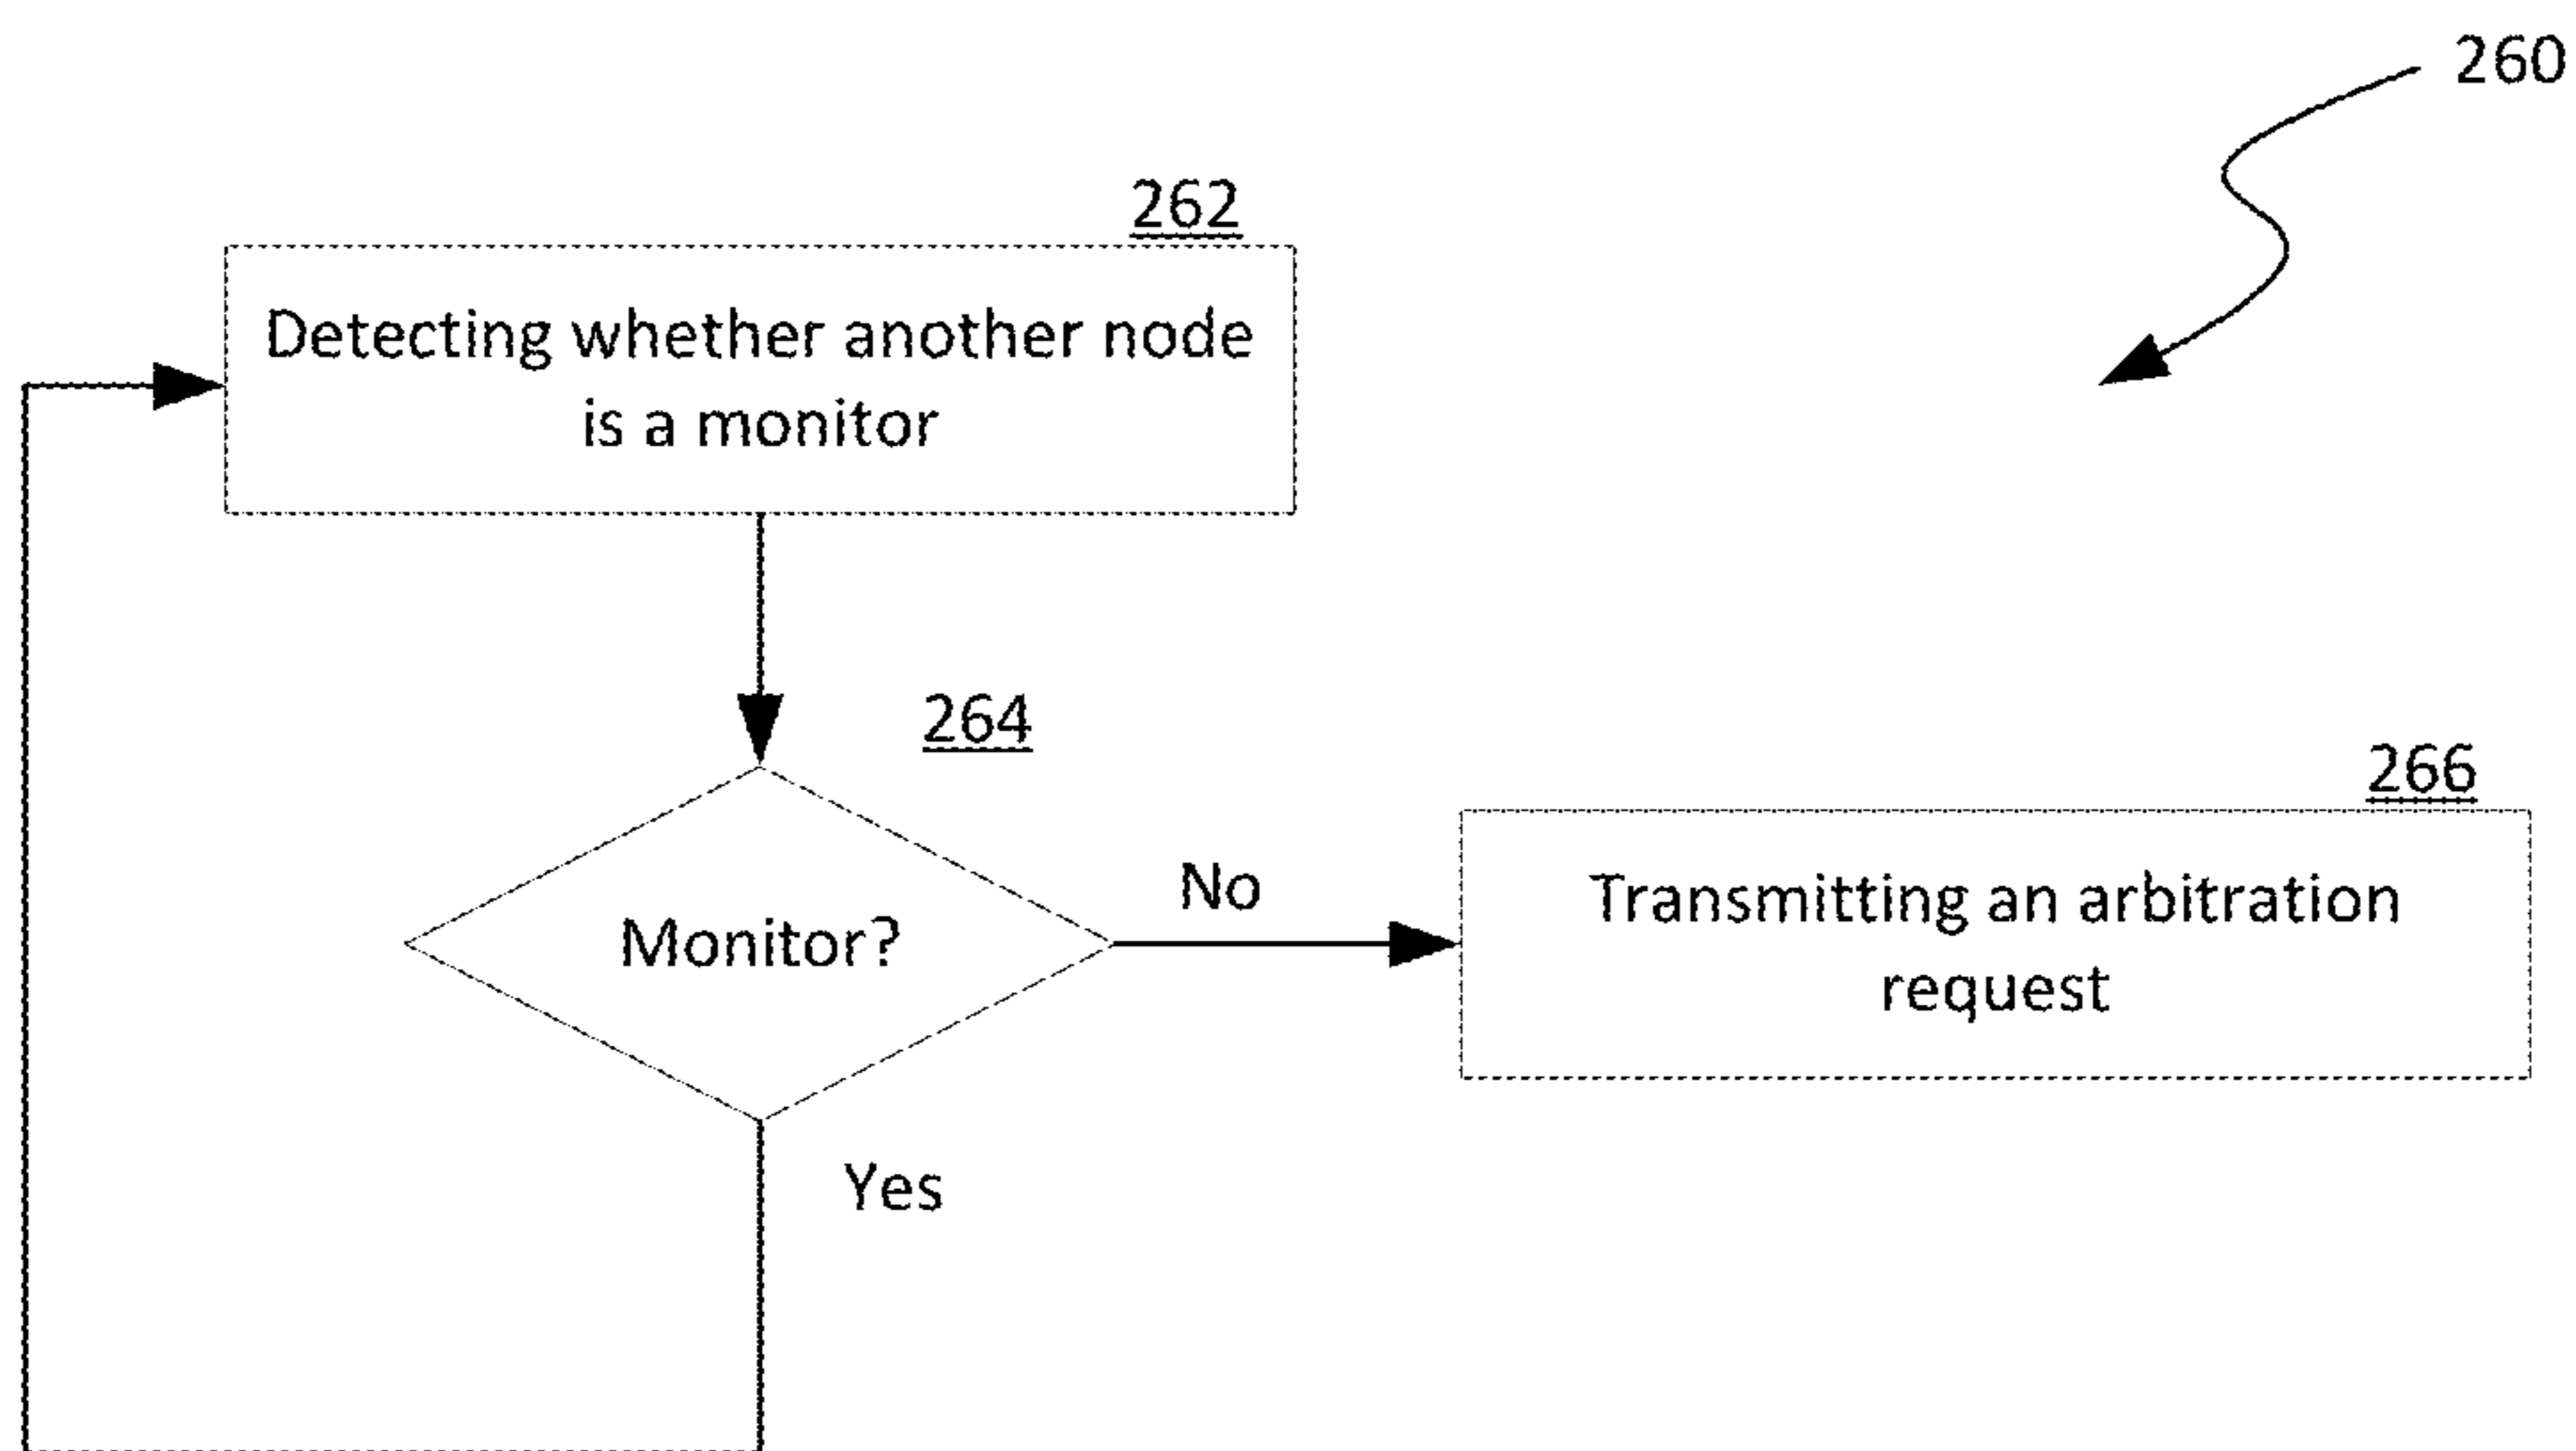 260
262
Detecting whether another node
is a monitor
264
Monitor?
No
266
Transmitting an arbitration
request
Yes